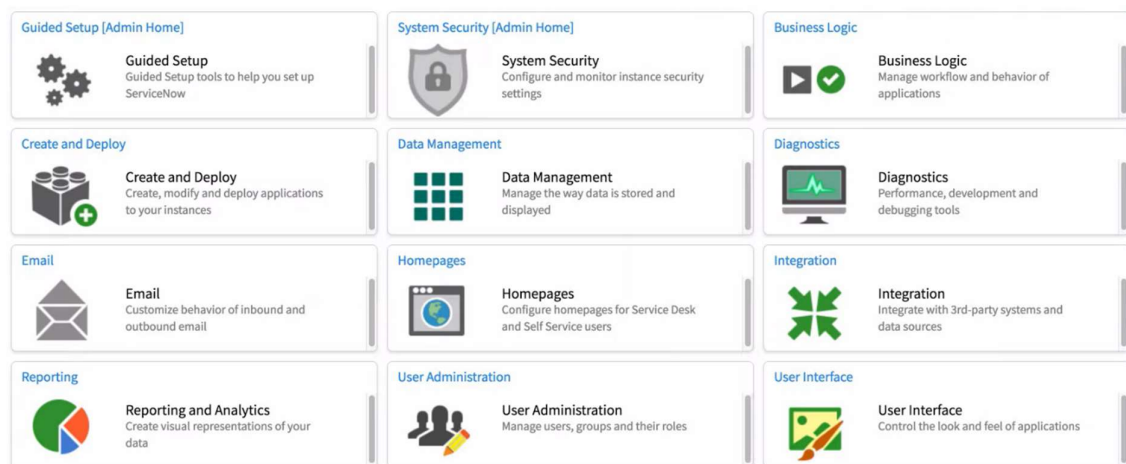 Guided Setup [Admin Home]
Guided Setup
Guided Setup tools to help you set up
ServiceNow
System Security [Admin Home]
System Security
Configure and monitor instance security
settings
Business Logic
Business Logic
Manage workflow and behavior of
applications
Create and Deploy
Create and Deploy
Create, modify and deploy applications
to your instances
Data Management
Data Management
Manage the way data is stored and
displayed
Diagnostics
Diagnostics
Performance, development and
debugging tools
Email
Email
Customize behavior of inbound and
outbound email
Homepages
Homepages
Configure homepages for Service Desk
and Self Service users
Integration
Integration
Integrate with 3rd-party systems and
data sources
Reporting
Reporting and Analytics
Create visual representations of your
data
User Administration
User Administration
Manage users, groups and their roles
User Interface
User Interface
Control the look and feel of applications